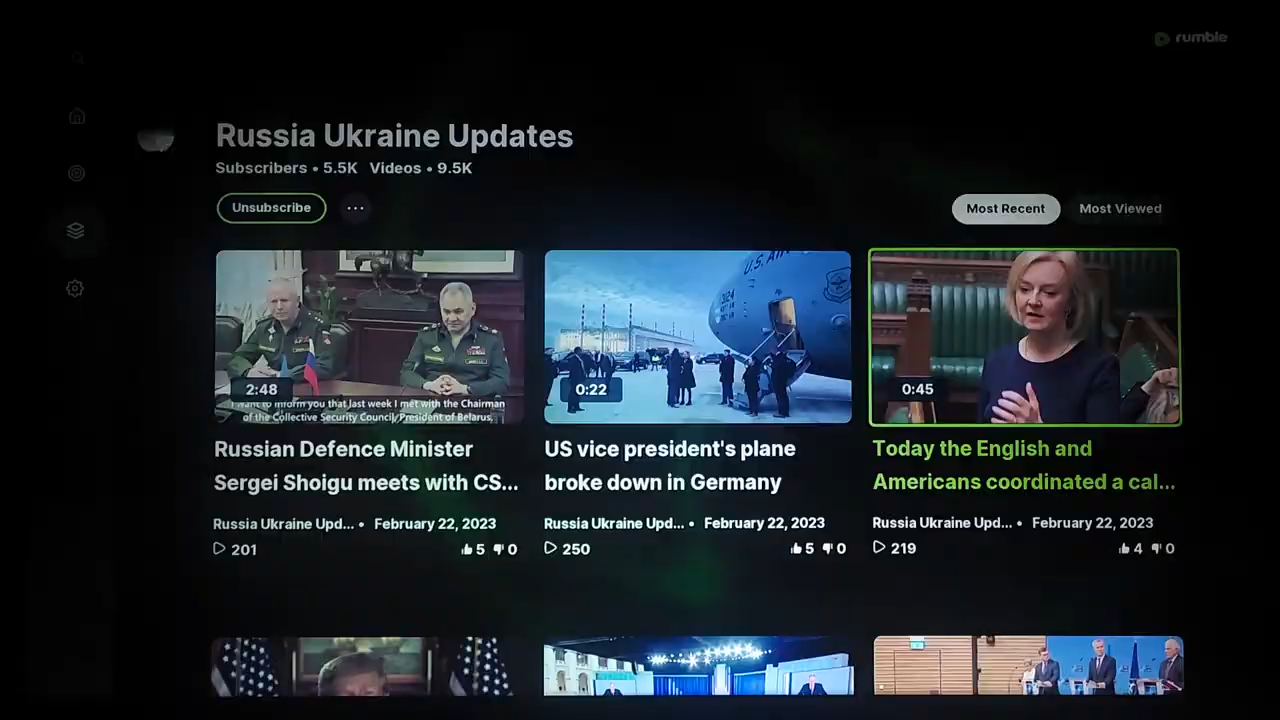 rumble
Russia Ukraine Updates
Subscribers • 5.5K Videos • 9.5K
Unsubscribe
...
Most Recent
Most Viewed
U.S. AIR
2:48
I want to inform you that last week I met with the Chairman
of the Collective Security Council, President of Belarus,
0:22
0:45
Russian Defence Minister
Sergei Shoigu meets with CS...
US vice president's plane
broke down in Germany
Today the English and
Americans coordinated a cal...
Russia Ukraine Upd... • February 22, 2023
201
5 0
Russia Ukraine Upd... • February 22, 2023
250
5 0
Russia Ukraine Upd... • February 22, 2023
219
4 0